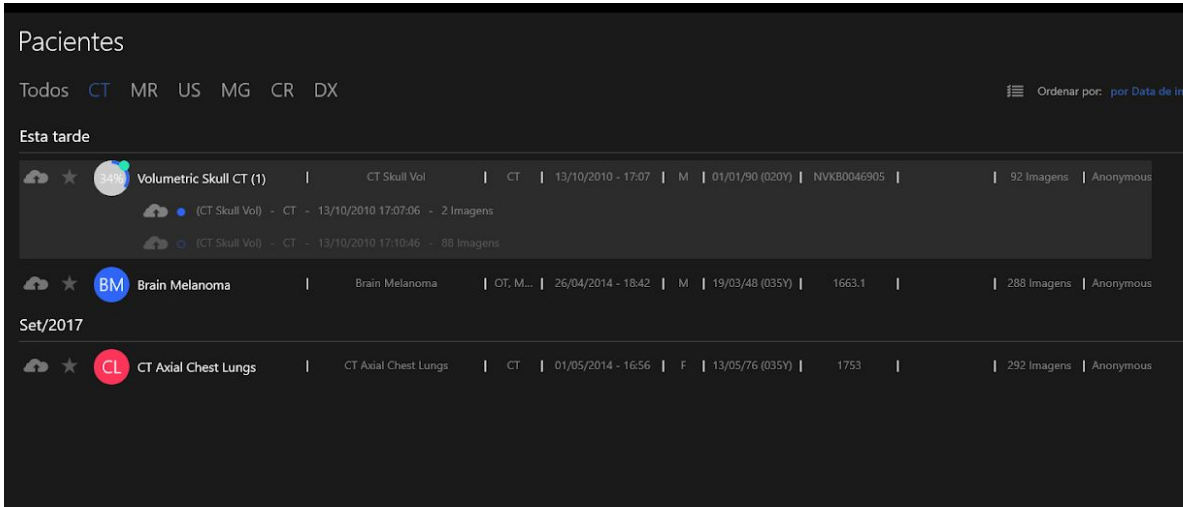 Pacientes
Todos CT MR US MG CR DX Ordenar por: por Data de in
Esta tarde
34% Volumetric Skull CT (1) | CT Skull Vol | CT | 13/10/2010 - 17:07 | M | 01/01/90 (020Y) | NVKB0046905 | | 92 Imagens | Anonymous
(CT Skull Vol) - CT - 13/10/2010 17:07:06 - 2 Imagens
(CT Skull Vol) - CT - 13/10/2010 17:10:46 - 88 Imagens
BM Brain Melanoma | Brain Melanoma | OT, M... | 26/04/2014 - 18:42 | M | 19/03/48 (035Y) | 1663.1 | | 288 Imagens | Anonymous
Set/2017
CL CT Axial Chest Lungs | CT Axial Chest Lungs | CT | 01/05/2014 - 16:56 | F | 13/05/76 (035Y) | 1753 | | 292 Imagens | Anonymous